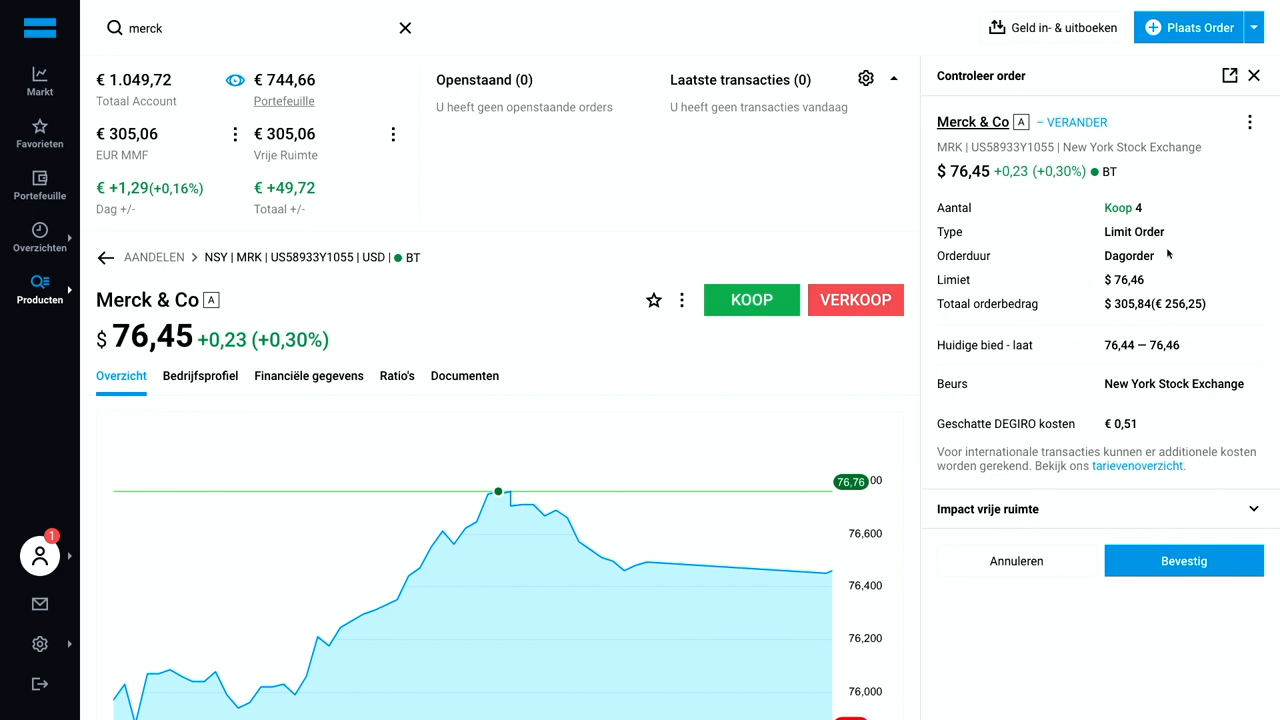 merck
Geld in- & uitboeken
Plaats Order
Markt
Favorieten
Portefeuille
Overzichten
Producten
1
€ 1.049,72
Totaal Account
€ 744,66
Portefeuille
€ 305,06
EUR MMF
€ 305,06
Vrije Ruimte
€ +1,29(+0,16%)
Dag +/-
€ +49,72
Totaal +/-
Openstaand (0)
U heeft geen openstaande orders
Laatste transacties (0)
U heeft geen transacties vandaag
AANDELEN > NSY | MRK | US58933Y1055 | USD | BT
Merck & Co A
KOOP
VERKOOP
$ 76,45 +0,23 (+0,30%)
Overzicht
Bedrijfsprofiel
Financiële gegevens
Ratio's
Documenten
76,76
00
76,600
76,400
76,200
76,000
Controleer order
Merck & Co A – VERANDER
MRK | US58933Y1055 | New York Stock Exchange
$ 76,45 +0,23 (+0,30%) BT
Aantal Koop 4
Type Limit Order
Orderduur Dagorder
Limiet $ 76,46
Totaal orderbedrag $ 305,84(€ 256,25)
Huidige bied - laat 76,44 — 76,46
Beurs New York Stock Exchange
Geschatte DEGIRO kosten € 0,51
Voor internationale transacties kunnen er additionele kosten
worden gerekend. Bekijk ons tarievenoverzicht.
Impact vrije ruimte
Annuleren
Bevestig